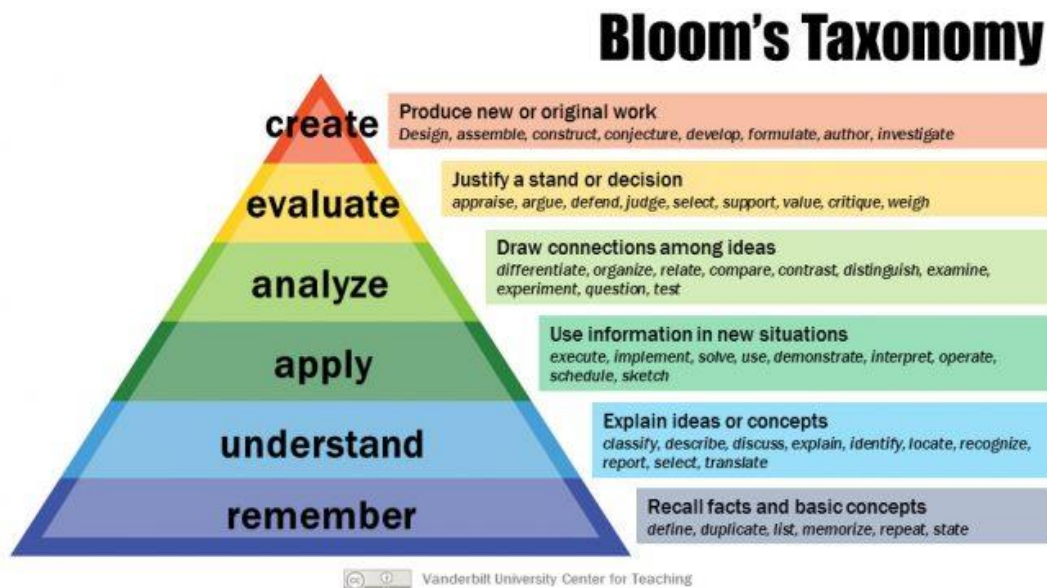 Bloom's Taxonomy
create
Produce new or original work
Design, assemble, construct, conjecture, develop, formulate, author, investigate
evaluate
Justify a stand or decision
appraise, argue, defend, judge, select, support, value, critique, weigh
analyze
Draw connections among ideas
differentiate, organize, relate, compare, contrast, distinguish, examine,
experiment, question, test
apply
Use information in new situations
execute, implement, solve, use, demonstrate, interpret, operate,
schedule, sketch
understand
Explain ideas or concepts
classify, describe, discuss, explain, identify, locate, recognize,
report, select, translate
remember
Recall facts and basic concepts
define, duplicate, list, memorize, repeat, state
cc
Vanderbilt University Center for Teaching